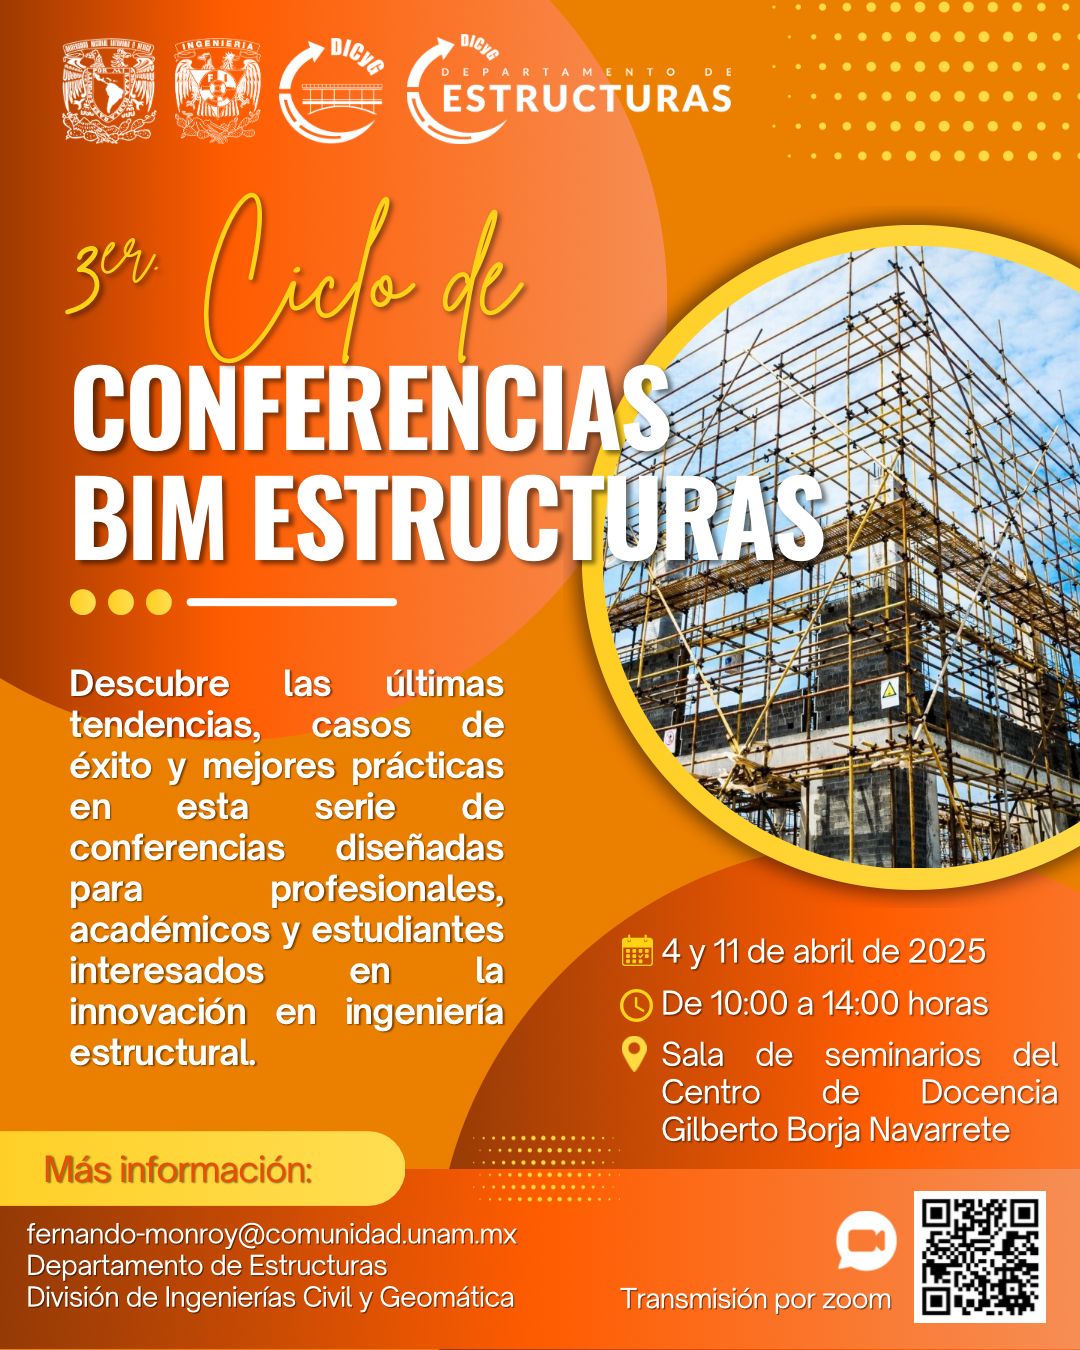 INGENIERIA
DICyG
DICyG
DEPARTAMENTO DE
ESTRUCTURAS
3er. Ciclo de
CONFERENCIAS
BIM ESTRUCTURAS
Descubre las últimas
tendencias, casos de
éxito y mejores prácticas
en esta serie de
conferencias diseñadas
para profesionales,
académicos y estudiantes
interesados en la
innovación en ingeniería
estructural.
4 y 11 de abril de 2025
De 10:00 a 14:00 horas
Sala de seminarios del
Centro de Docencia
Gilberto Borja Navarrete
Más información:
fernando-monroy@comunidad.unam.mx
Departamento de Estructuras
División de Ingenierías Civil y Geomática
Transmisión por zoom